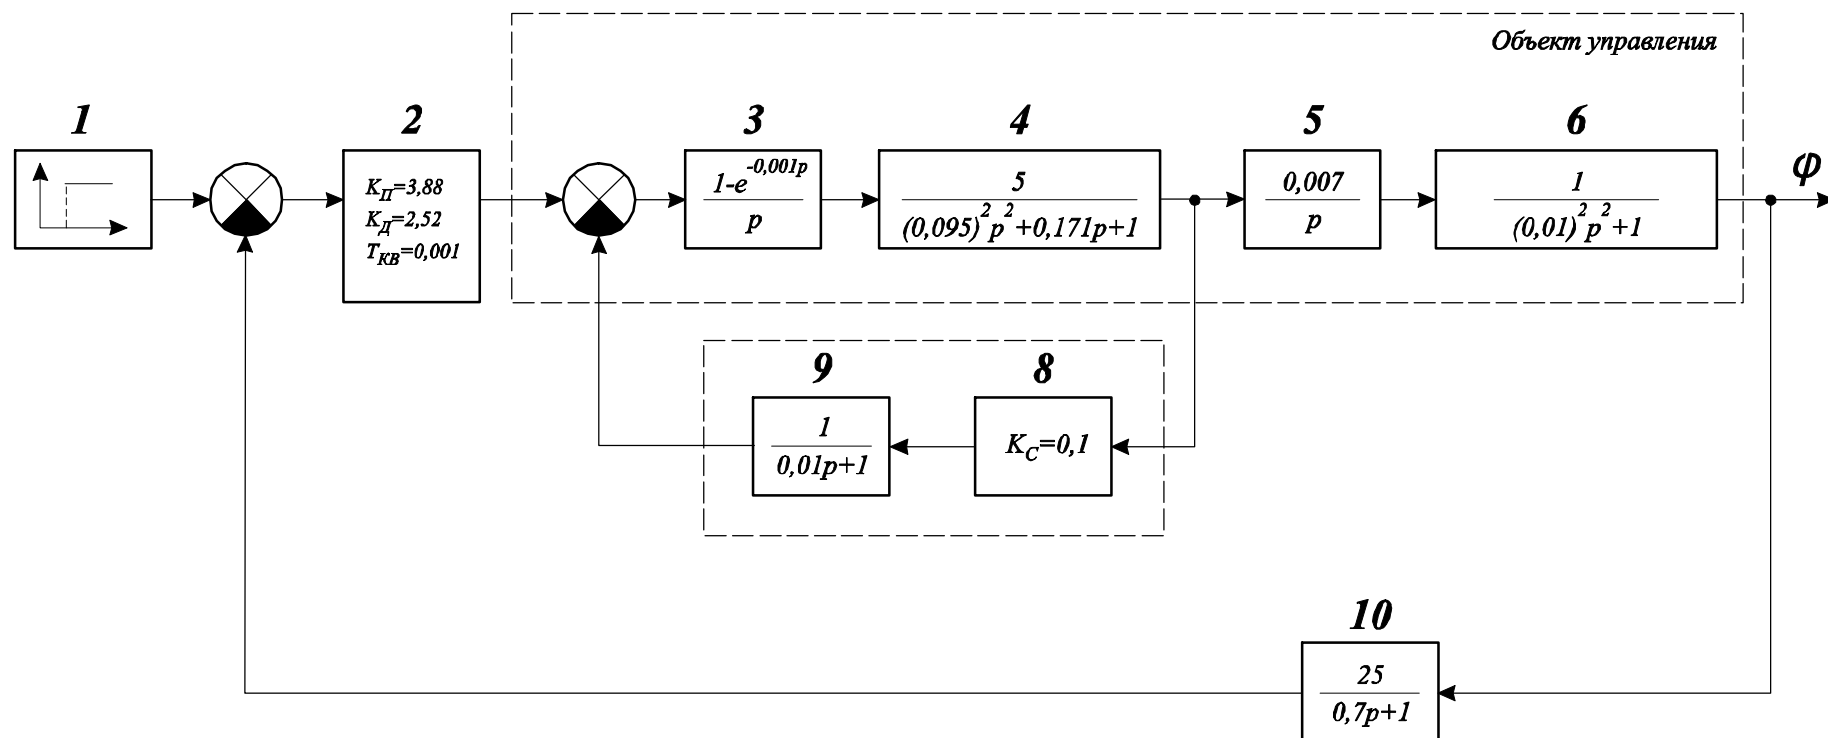 Объект управления
1
2
3
4
5
6
K_П=3,88
K_Д=2,52
T_КВ=0,001
1-e^-0,001p
p
5
(0,095)^2 p^2+0,171p+1
0,007
p
1
(0,01)^2 p^2+1
φ
9
8
1
0,01p+1
K_C=0,1
10
25
0,7p+1